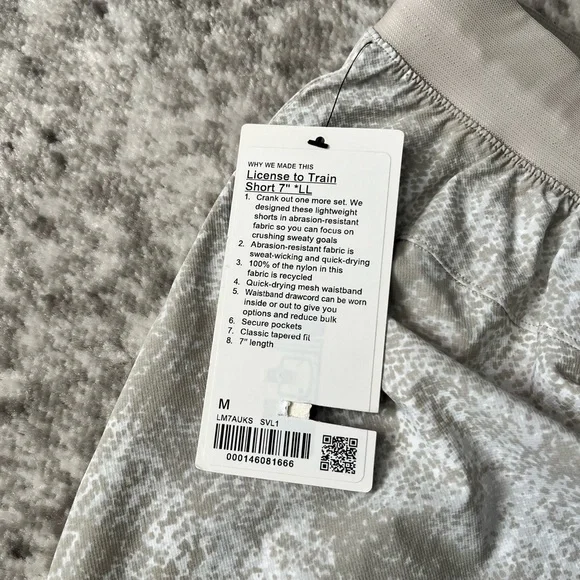 WHY WE MADE THIS
License to Train
Short 7" *LL
1. Crank out one more set. We
designed these lightweight
shorts in abrasion-resistant
fabric so you can focus on
crushing sweaty goals
2. Abrasion-resistant fabric is
sweat-wicking and quick-drying
3. 100% of the nylon in this
fabric is recycled
4. Quick-drying mesh waistband
5. Waistband drawcord can be worn
inside or out to give you
options and reduce bulk
6. Secure pockets
7. Classic tapered fit
8. 7" length
M
LM7AUKS SVL1
000146081666